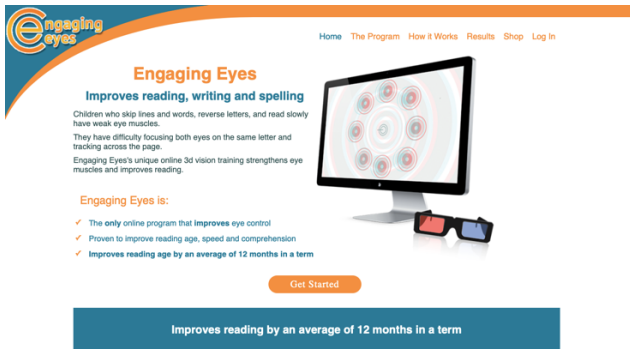 Engaging
eyes
Home The Program How it Works Results Shop Log In
Engaging Eyes
Improves reading, writing and spelling
Children who skip lines and words, reverse letters, and read slowly
have weak eye muscles.
They have difficulty focusing both eyes on the same letter and
tracking across the page.
Engaging Eyes's unique online 3d vision training strengthens eye
muscles and improves reading.
Engaging Eyes is:
✓ The only online program that improves eye control
✓ Proven to improve reading age, speed and comprehension
✓ Improves reading age by an average of 12 months in a term
Get Started
Improves reading by an average of 12 months in a term